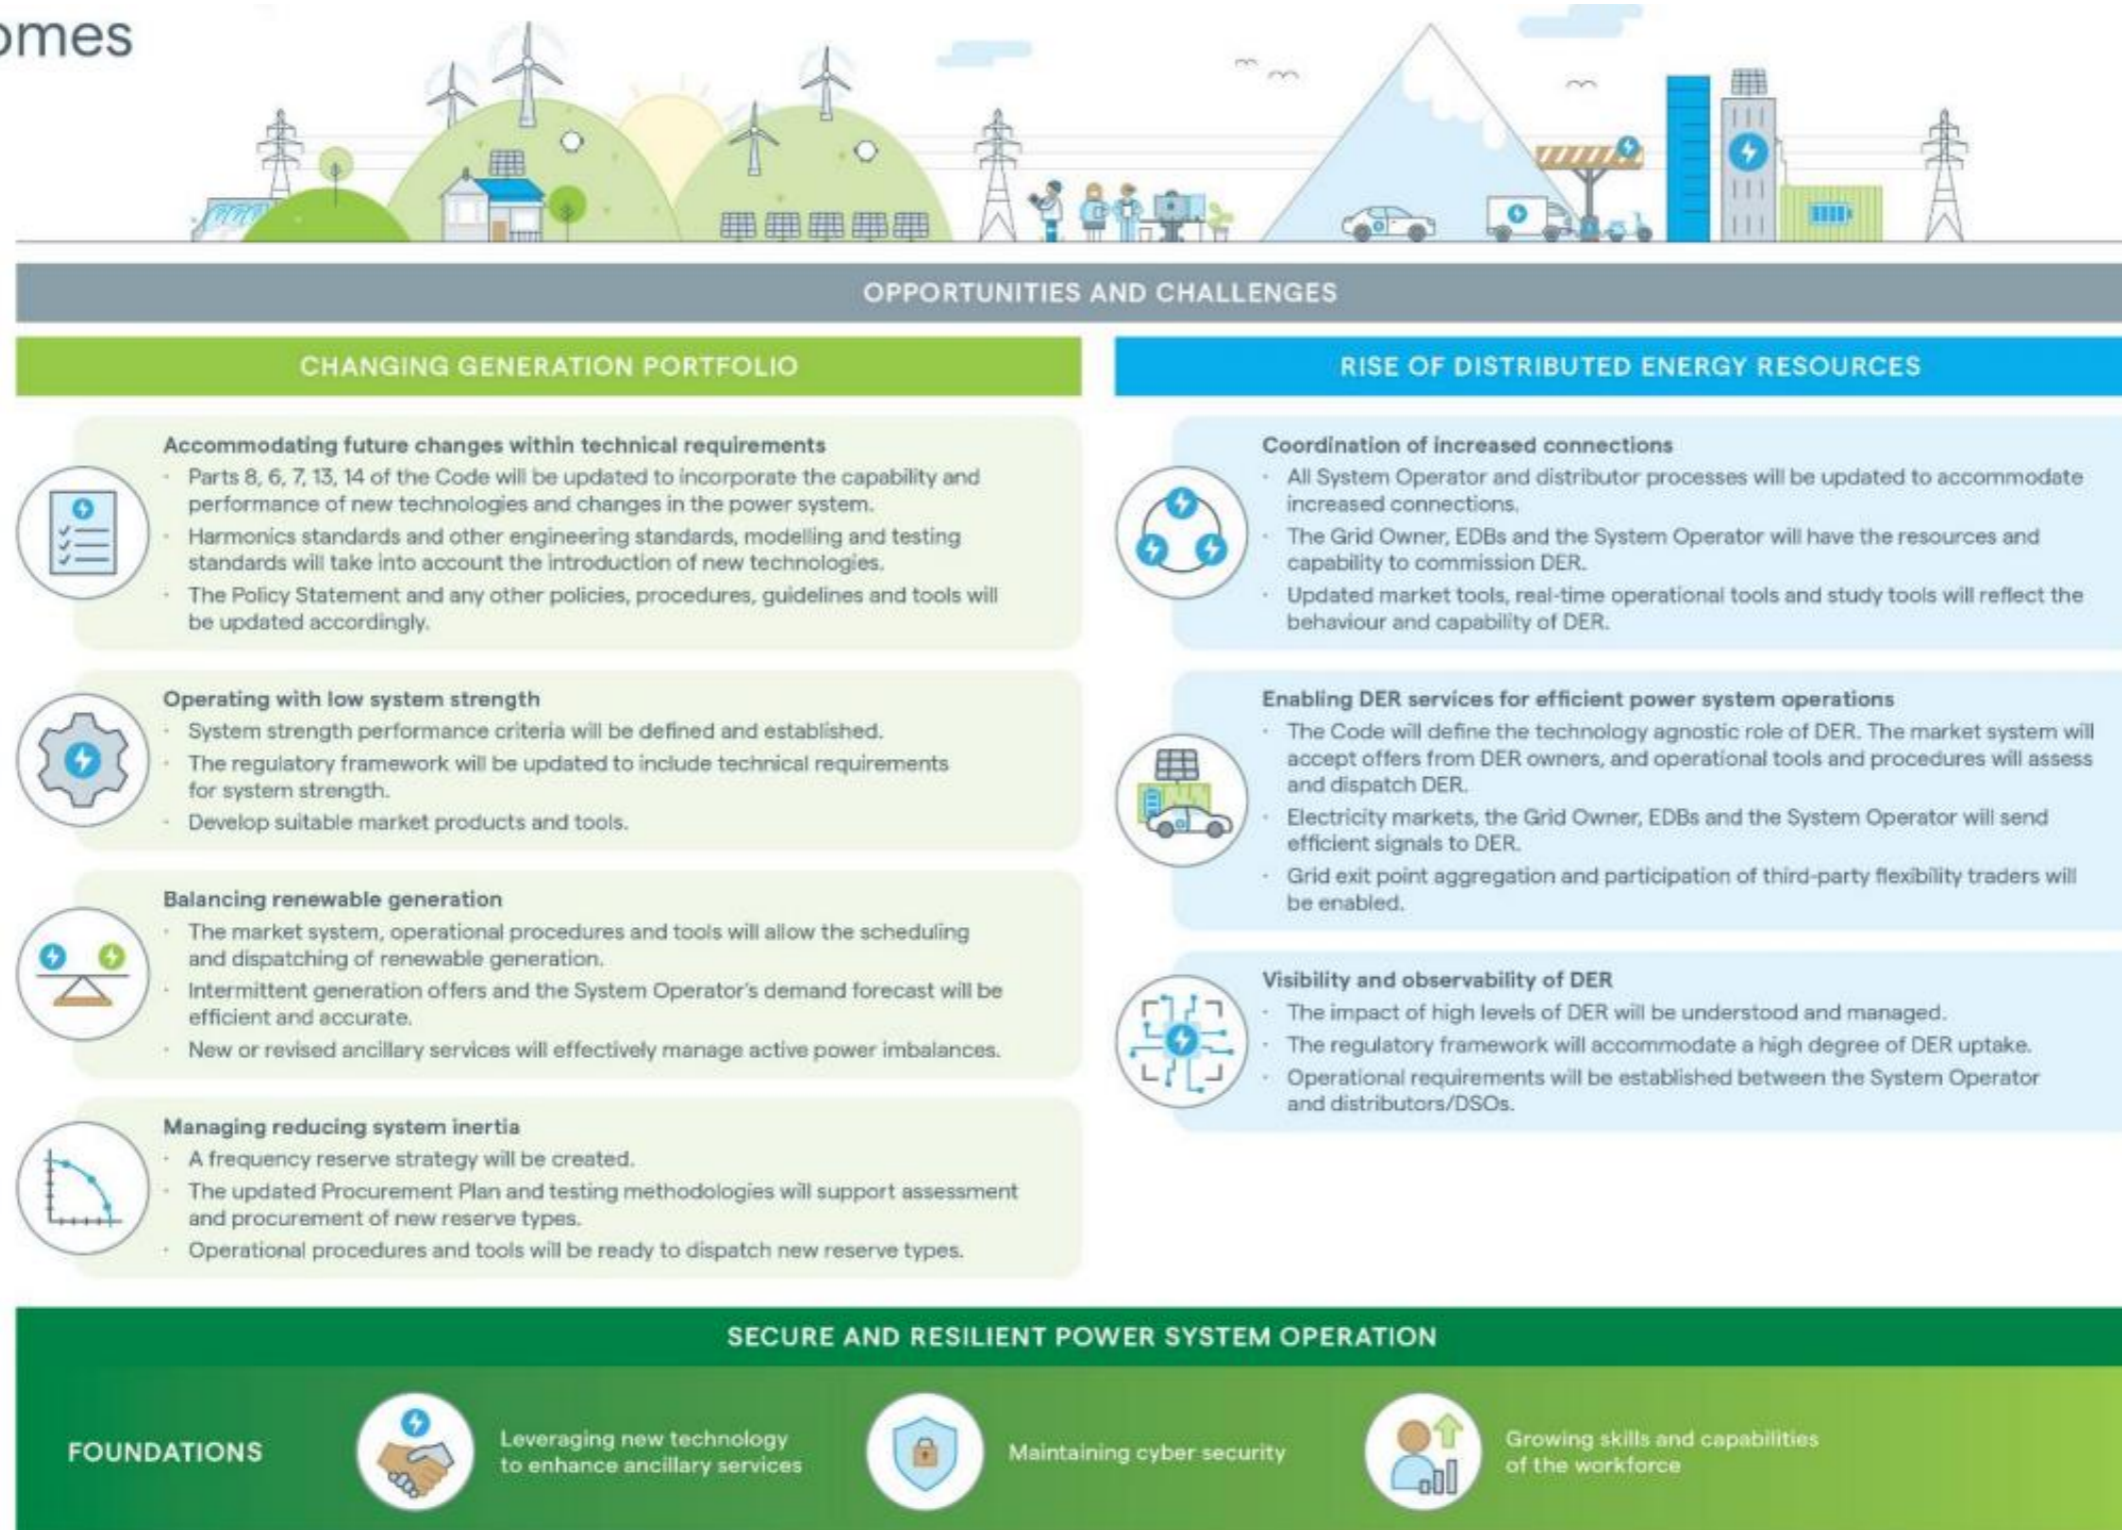 omes
OPPORTUNITIES AND CHALLENGES
CHANGING GENERATION PORTFOLIO
Accommodating future changes within technical requirements
· Parts 8, 6, 7, 13, 14 of the Code will be updated to incorporate the capability and
performance of new technologies and changes in the power system.
· Harmonics standards and other engineering standards, modelling and testing
standards will take into account the introduction of new technologies.
· The Policy Statement and any other policies, procedures, guidelines and tools will
be updated accordingly.
Operating with low system strength
· System strength performance criteria will be defined and established.
· The regulatory framework will be updated to include technical requirements
for system strength.
· Develop suitable market products and tools.
Balancing renewable generation
· The market system, operational procedures and tools will allow the scheduling
and dispatching of renewable generation.
· Intermittent generation offers and the System Operator's demand forecast will be
efficient and accurate.
· New or revised ancillary services will effectively manage active power imbalances.
Managing reducing system inertia
· A frequency reserve strategy will be created.
· The updated Procurement Plan and testing methodologies will support assessment
and procurement of new reserve types.
· Operational procedures and tools will be ready to dispatch new reserve types.
RISE OF DISTRIBUTED ENERGY RESOURCES
Coordination of increased connections
· All System Operator and distributor processes will be updated to accommodate
increased connections.
· The Grid Owner, EDBs and the System Operator will have the resources and
capability to commission DER.
· Updated market tools, real-time operational tools and study tools will reflect the
behaviour and capability of DER.
Enabling DER services for efficient power system operations
· The Code will define the technology agnostic role of DER. The market system will
accept offers from DER owners, and operational tools and procedures will assess
and dispatch DER.
· Electricity markets, the Grid Owner, EDBs and the System Operator will send
efficient signals to DER.
· Grid exit point aggregation and participation of third-party flexibility traders will
be enabled.
Visibility and observability of DER
· The impact of high levels of DER will be understood and managed.
· The regulatory framework will accommodate a high degree of DER uptake.
· Operational requirements will be established between the System Operator
and distributors/DSOs.
SECURE AND RESILIENT POWER SYSTEM OPERATION
FOUNDATIONS
Leveraging new technology
to enhance ancillary services
Maintaining cyber security
Growing skills and capabilities
of the workforce